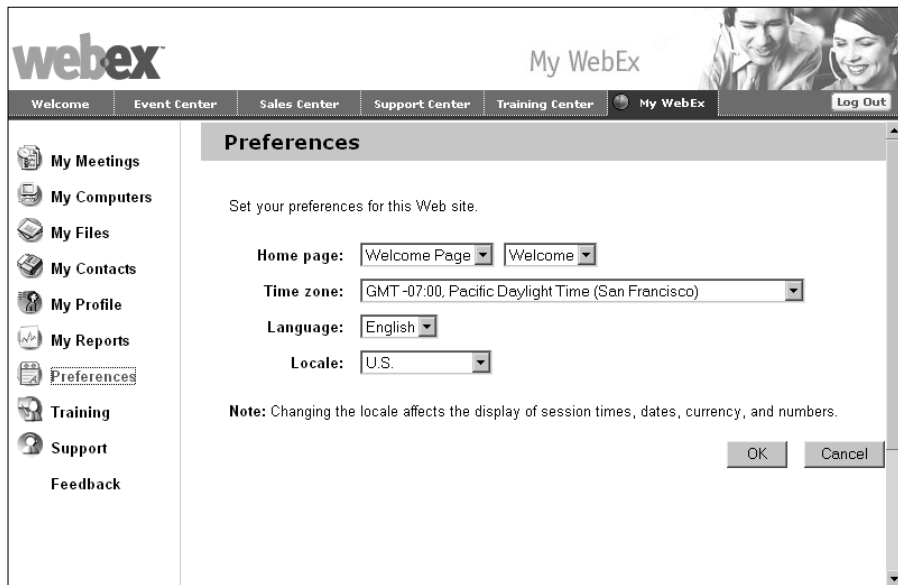 webex
My WebEx
Welcome Event Center Sales Center Support Center Training Center My WebEx Log Out
My Meetings
My Computers
My Files
My Contacts
My Profile
My Reports
Preferences
Training
Support
Feedback
Preferences
Set your preferences for this Web site.
Home page: Welcome Page Welcome
Time zone: GMT -07:00, Pacific Daylight Time (San Francisco)
Language: English
Locale: U.S.
Note: Changing the locale affects the display of session times, dates, currency, and numbers.
OK Cancel